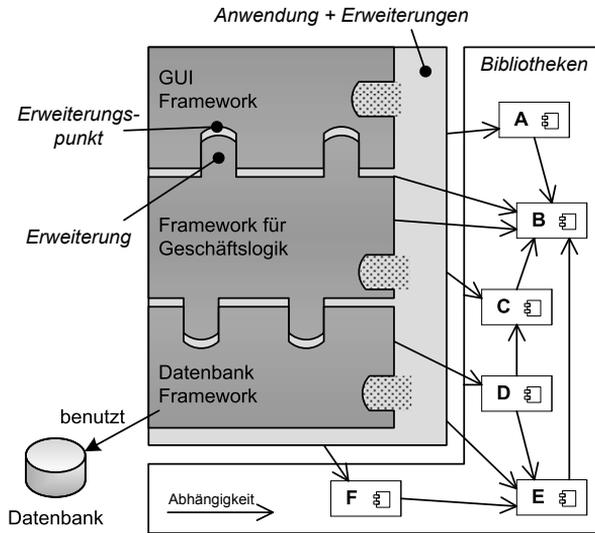 Anwendung + Erweiterungen
GUI
Framework
Bibliotheken
Erweiterungs-
punkt
A
Erweiterung
Framework für
Geschäftslogik
B
C
Datenbank
Framework
D
benutzt
Datenbank
Abhängigkeit
F
E